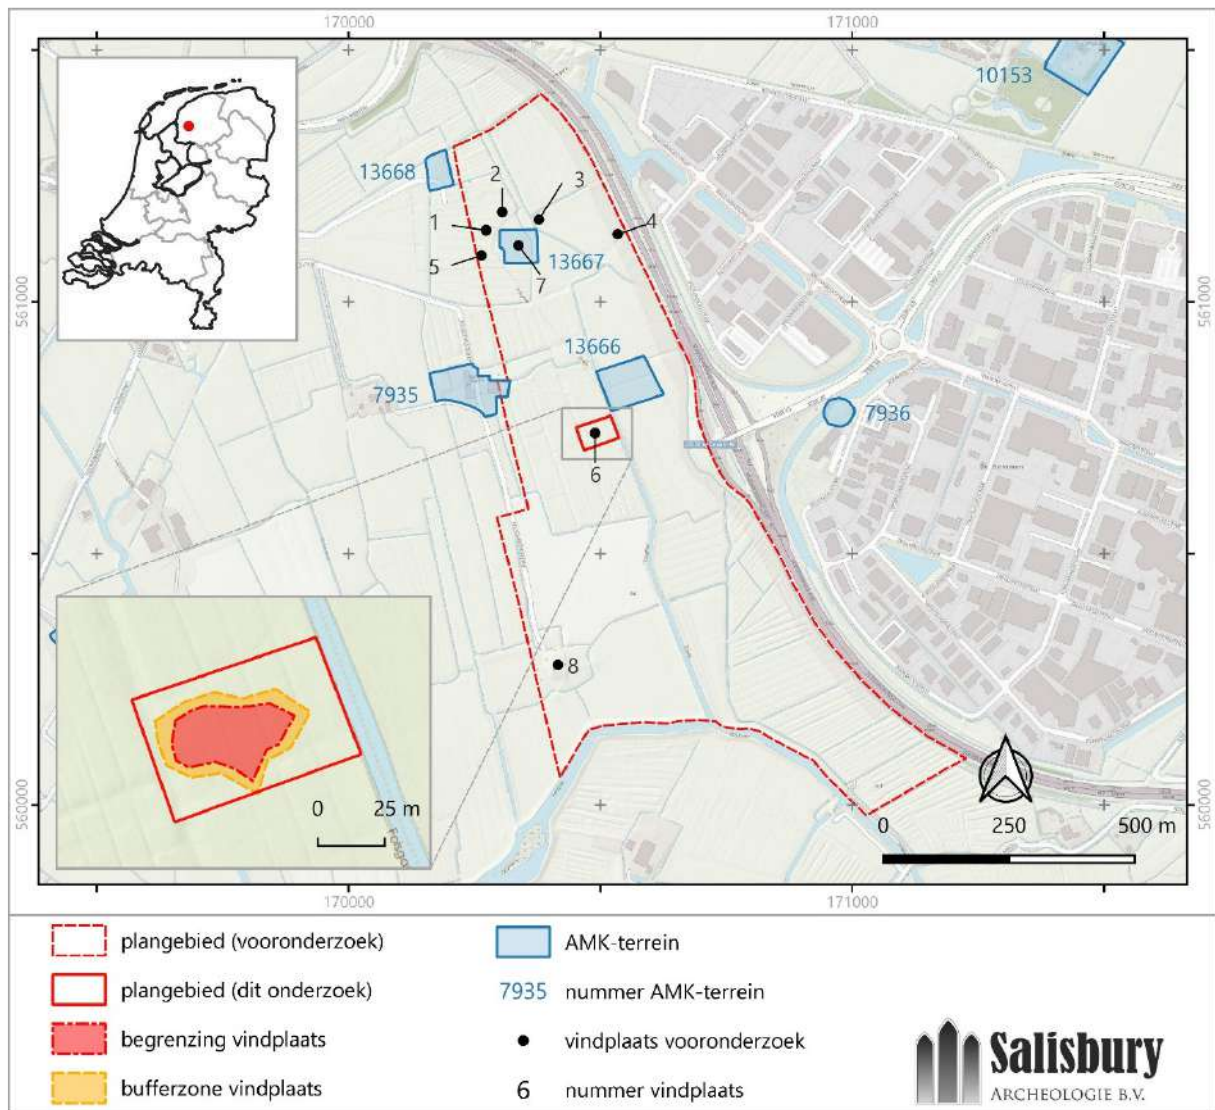 170000
171000
10153
13668
2
3
1
4
561000
561000
5
13667
7
13666
7935
7936
6
8
0
25 m
0
250
500 m
560000
560000
170000
171000
plangebied (vooronderzoek)
AMK-terrein
plangebied (dit onderzoek)
7935
nummer AMK-terrein
begrenzing vindplaats
vindplaats vooronderzoek
bufferzone vindplaats
6
nummer vindplaats
Salisbury
ARCHEOLOGIE B.V.